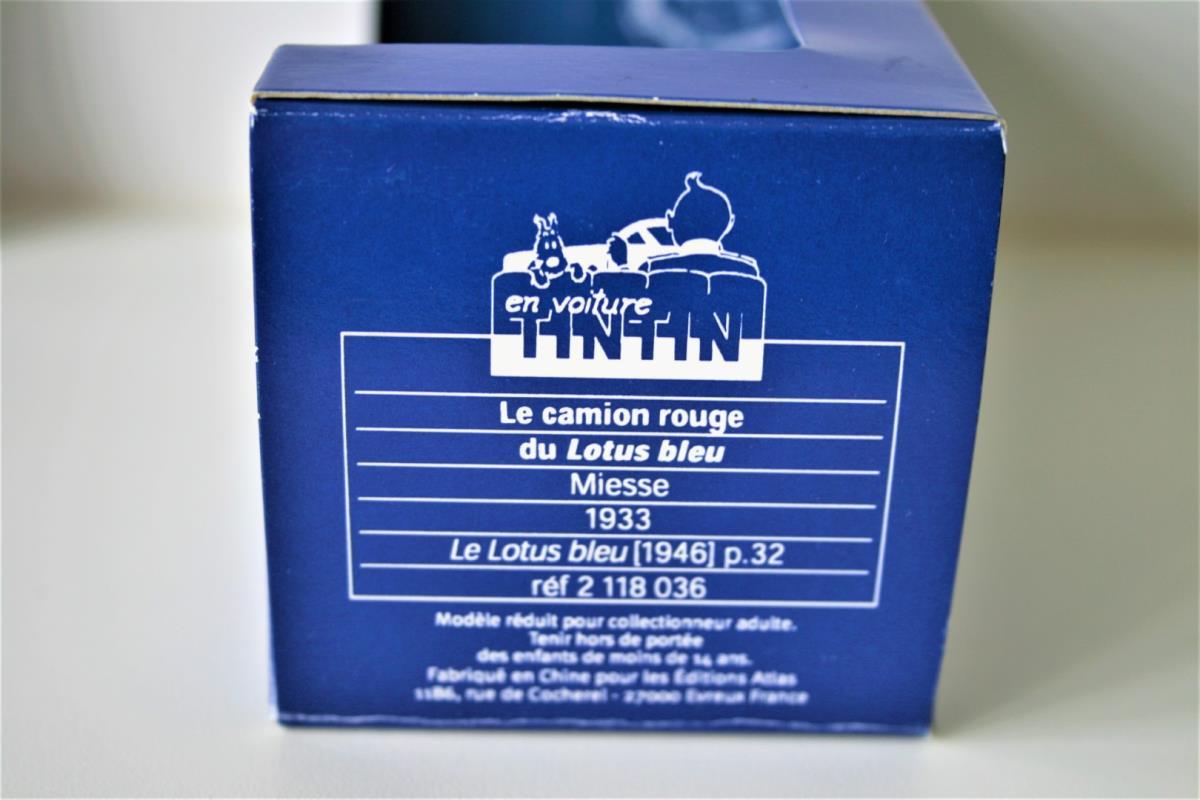 en voiture
TINTIN
Le camion rouge
du Lotus bleu
Miesse
1933
Le Lotus bleu [1946] p.32
réf 2 118 036
Modèle réduit pour collectionneur adulte.
Tenir hors de portée
des enfants de moins de 14 ans.
Fabriqué en Chine pour les Éditions Atlas
1186, rue de Cocherel - 27000 Evreux France